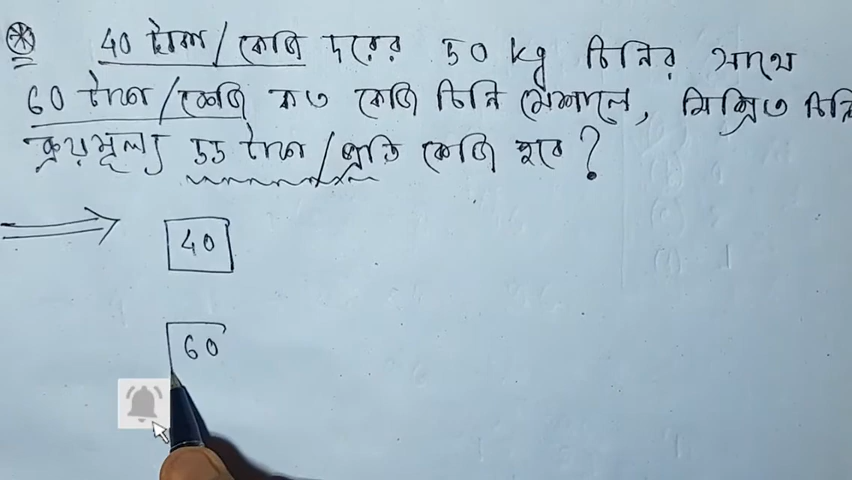 40 টাকা / কেজি দরের 50 kg চিনির সাথে
60 টাকা / কেজি কত কেজি চিনি মেশালে, মিশ্রিত চিনি
ক্রয়মূল্য 55 টাকা / প্রতি কেজি হবে ?
40
60